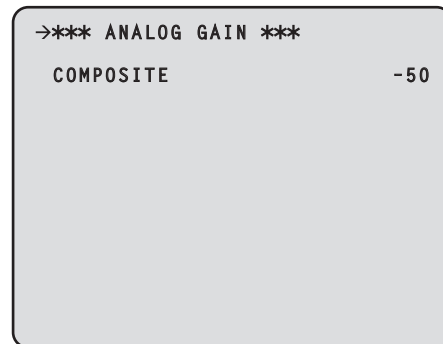 →*** ANALOG GAIN ***
COMPOSITE -50